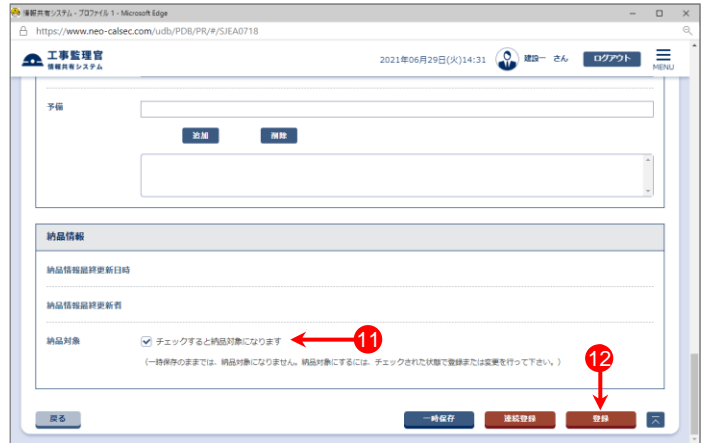 情報共有システム - プロファイル 1 - Microsoft Edge
https://www.neo-calsec.com/udb/PDB/PR/#/SJEA0718
工事監理官
情報共有システム
2021年06月29日(火)14:31
建設一 さん
ログアウト
MENU
予備
追加
削除
納品情報
納品情報最終更新日時
納品情報最終更新者
納品対象
チェックすると納品対象になります
11
(一時保存のままでは、納品対象になりません。納品対象にするには、チェックされた状態で登録または変更を行って下さい。)
12
戻る
一時保存
連続登録
登録